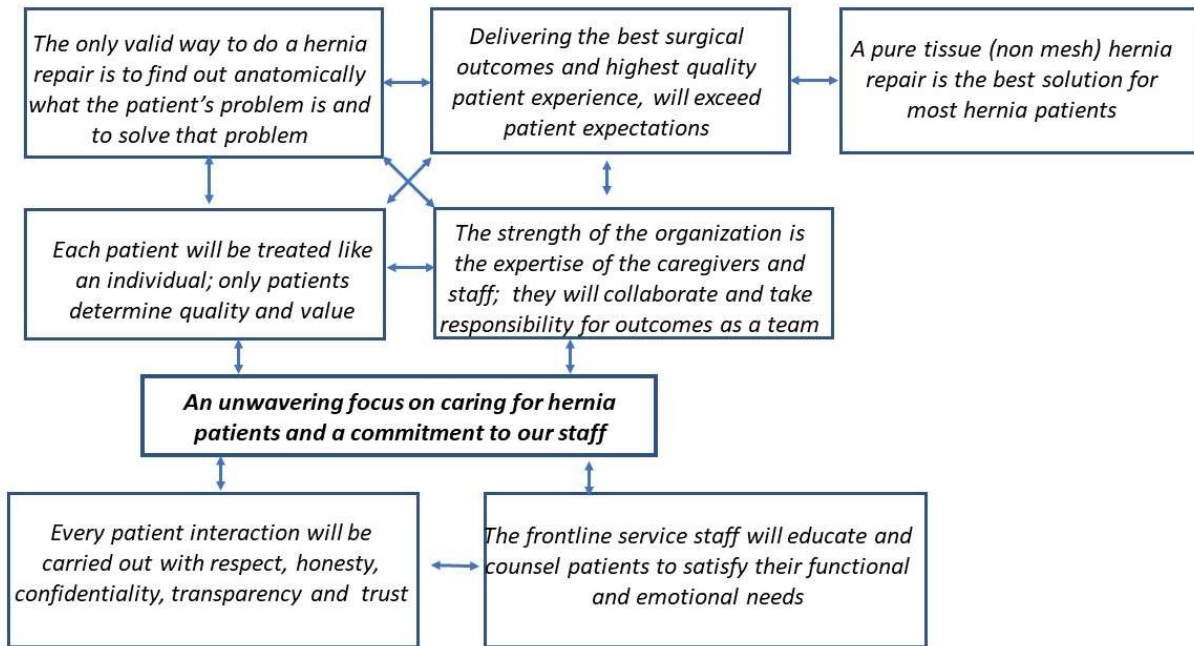 The only valid way to do a hernia
repair is to find out anatomically
what the patient's problem is and
to solve that problem
Delivering the best surgical
outcomes and highest quality
patient experience, will exceed
patient expectations
A pure tissue (non mesh) hernia
repair is the best solution for
most hernia patients
Each patient will be treated like
an individual; only patients
determine quality and value
The strength of the organization is
the expertise of the caregivers and
staff;  they will collaborate and take
responsibility for outcomes as a team
An unwavering focus on caring for hernia
patients and a commitment to our staff
Every patient interaction will be
carried out with respect, honesty,
confidentiality, transparency and  trust
The frontline service staff will educate and
counsel patients to satisfy their functional
and emotional needs